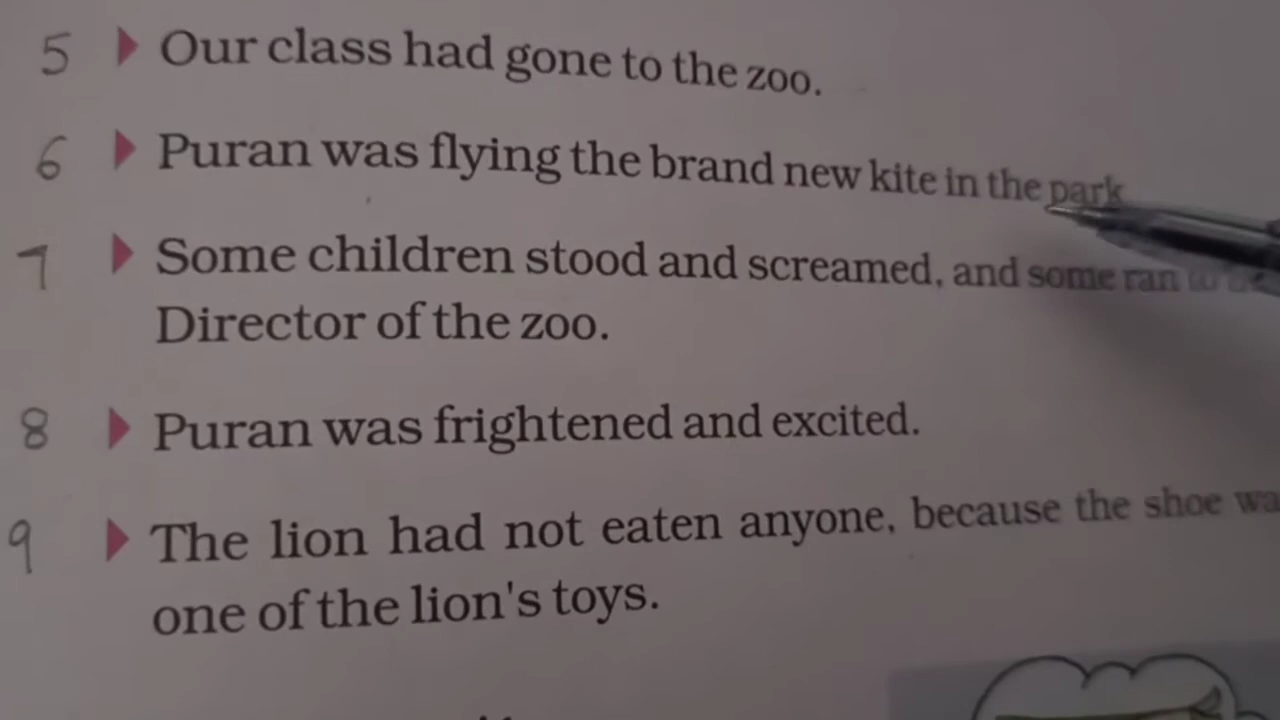 5 Our class had gone to the zoo.
6 Puran was flying the brand new kite in the park
7 Some children stood and screamed, and some ran to
Director of the zoo.
8 Puran was frightened and excited.
9 The lion had not eaten anyone, because the shoe
one of the lion's toys.